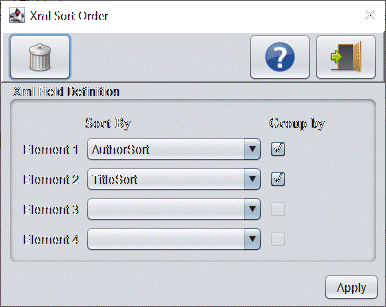 Xml Sort Order
?
Xml Field Definition
Sort By Group by
Element 1 AuthorSort
Element 2 TitleSort
Element 3
Element 4
Apply